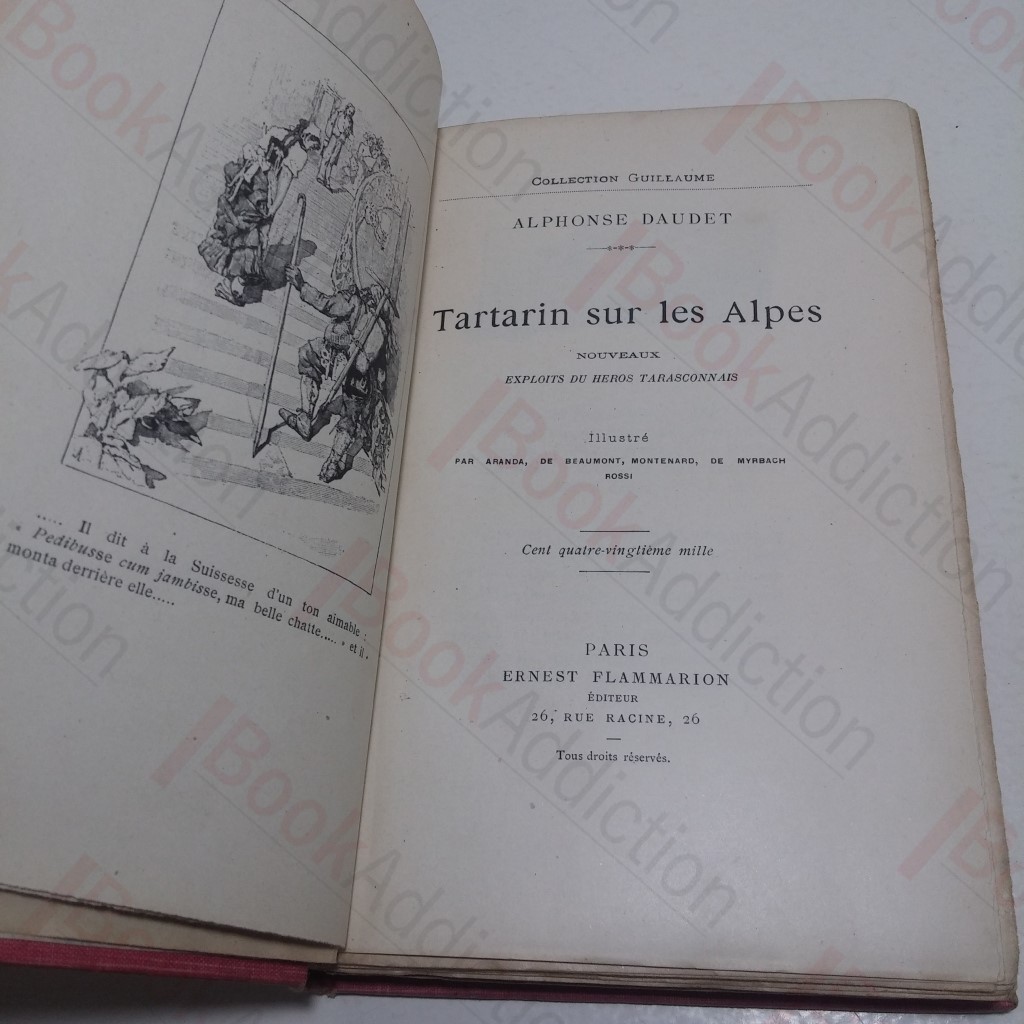 ..... Il dit à la Suissesse d'un ton aimable :
« Pedibusse cum jambisse, ma belle chatte..... » et il
monta derrière elle.....
COLLECTION GUILLAUME
ALPHONSE DAUDET
Tartarin sur les Alpes
NOUVEAUX
EXPLOITS DU HEROS TARASCONNAIS
Illustré
PAR ARANDA, DE BEAUMONT, MONTENARD, DE MYRBACH
ROSSI
Cent quatre-vingtième mille
PARIS
ERNEST FLAMMARION
ÉDITEUR
26, RUE RACINE, 26
Tous droits réservés.
BookAddiction